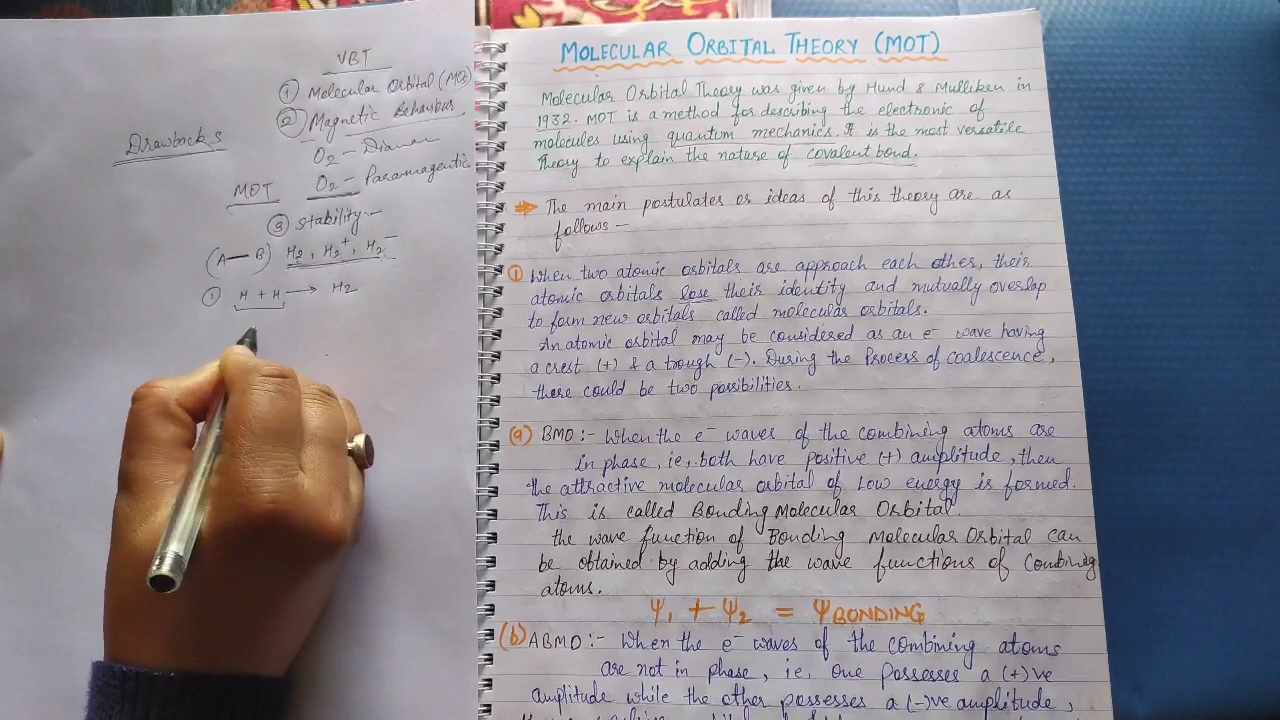 VBT
① Molecular Orbital (MOs)
② Magnetic Behaviour
Drawbacks
O2 - Diaman
MOT
O2 - Paramagnetic
③ Stability -
(A — B) H2, H2+, H2-
① H + H → H2
MOLECULAR ORBITAL THEORY (MOT)
Molecular Orbital Theory was given by Hund & Mulliken in
1932. MOT is a method for describing the electronic of
molecules using quantum mechanics. It is the most versatile
theory to explain the nature of covalent bond.
⇒ The main postulates or ideas of this theory are as
follows —
① When two atomic orbitals are approach each other, their
atomic orbitals lose their identity and mutually overlap
to form new orbitals called molecular orbitals.
An atomic orbital may be considered as an e- wave having
a crest (+) & a trough (-). During the Process of coalescence,
there could be two possibilities.
(a) BMO :- When the e- waves of the combining atoms are
in phase, ie, both have positive (+) amplitude, then
the attractive molecular orbital of Low energy is formed.
This is called Bonding Molecular Orbital.
the wave function of Bonding Molecular Orbital can
be obtained by adding the wave functions of Combining
atoms.
Ψ1 + Ψ2 = Ψ BONDING
(b) ABMO :- When the e- waves of the combining atoms
are not in phase, ie, one possesses a (+)ve
amplitude while the other possesses a (-)ve amplitude,